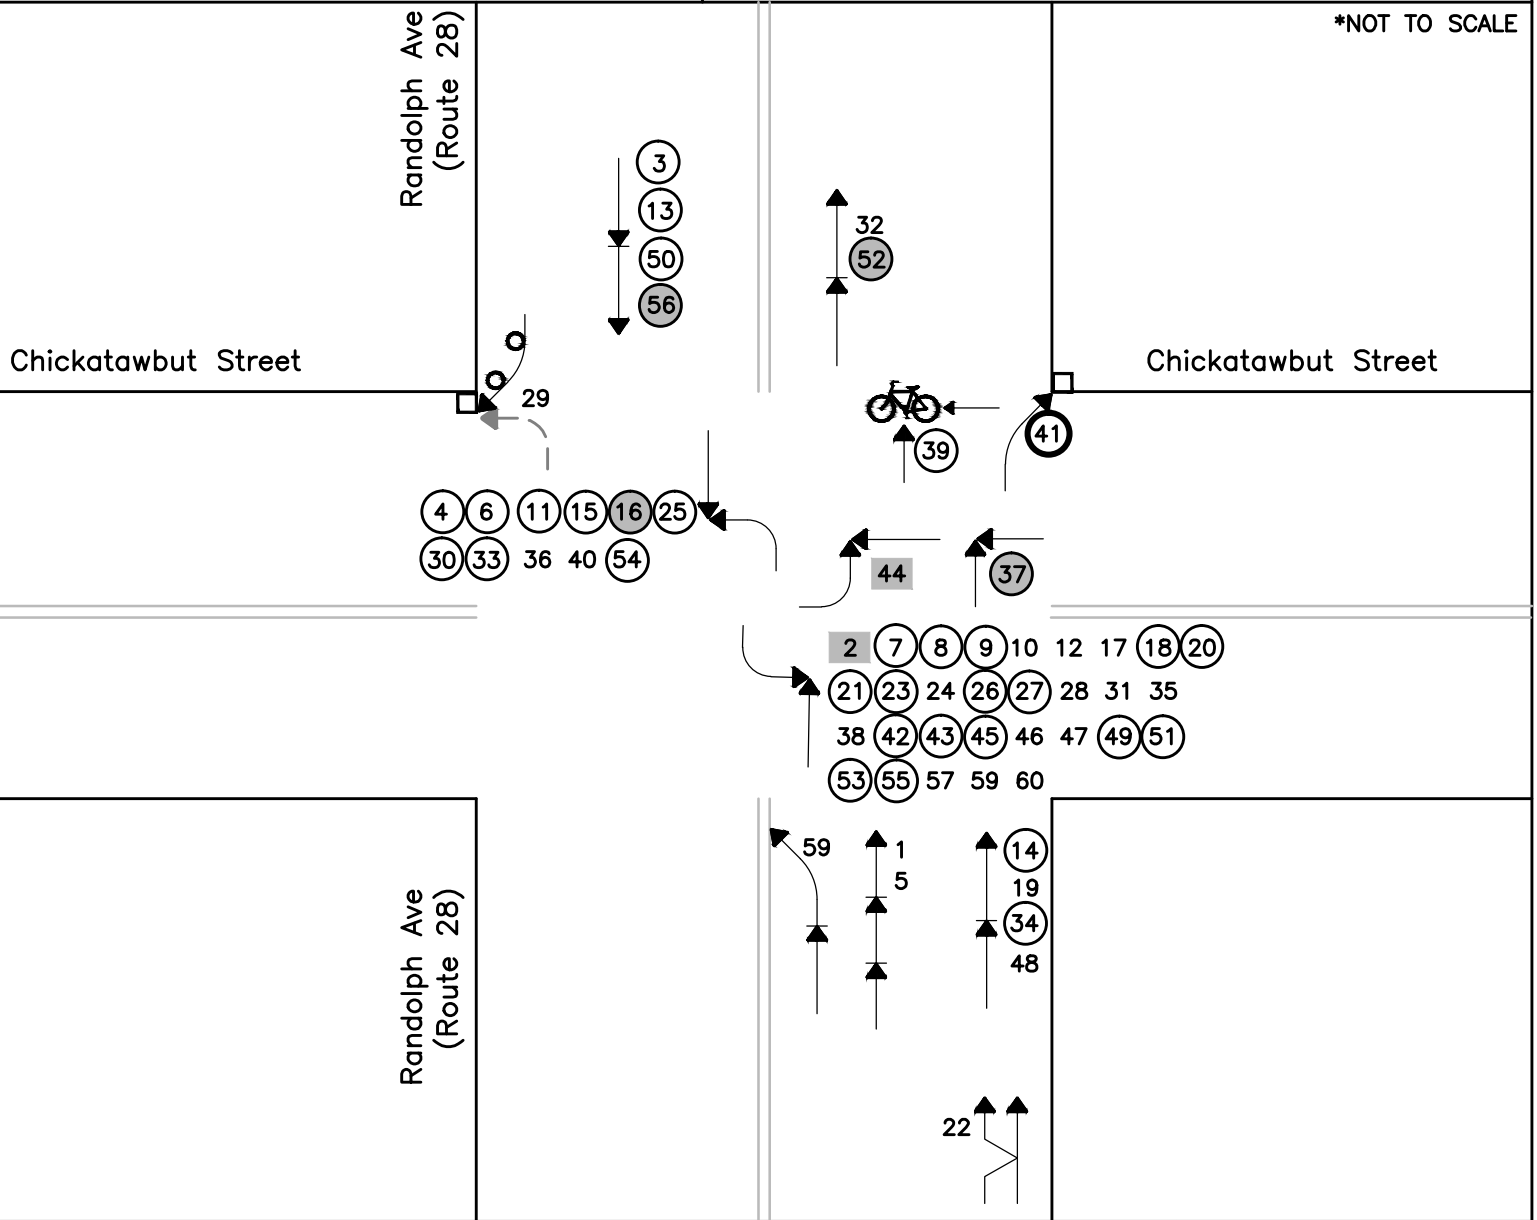 *NOT TO SCALE
Randolph Ave
(Route 28)
3
13
50
56
32
52
Chickatawbut Street
Chickatawbut Street
29
39
41
4 6 11 15 16 25
30 33 36 40 54
44
37
2 7 8 9 10 12 17 18 20
21 23 24 26 27 28 31 35
38 42 43 45 46 47 49 51
53 55 57 59 60
59
1
5
14
19
34
48
Randolph Ave
(Route 28)
22